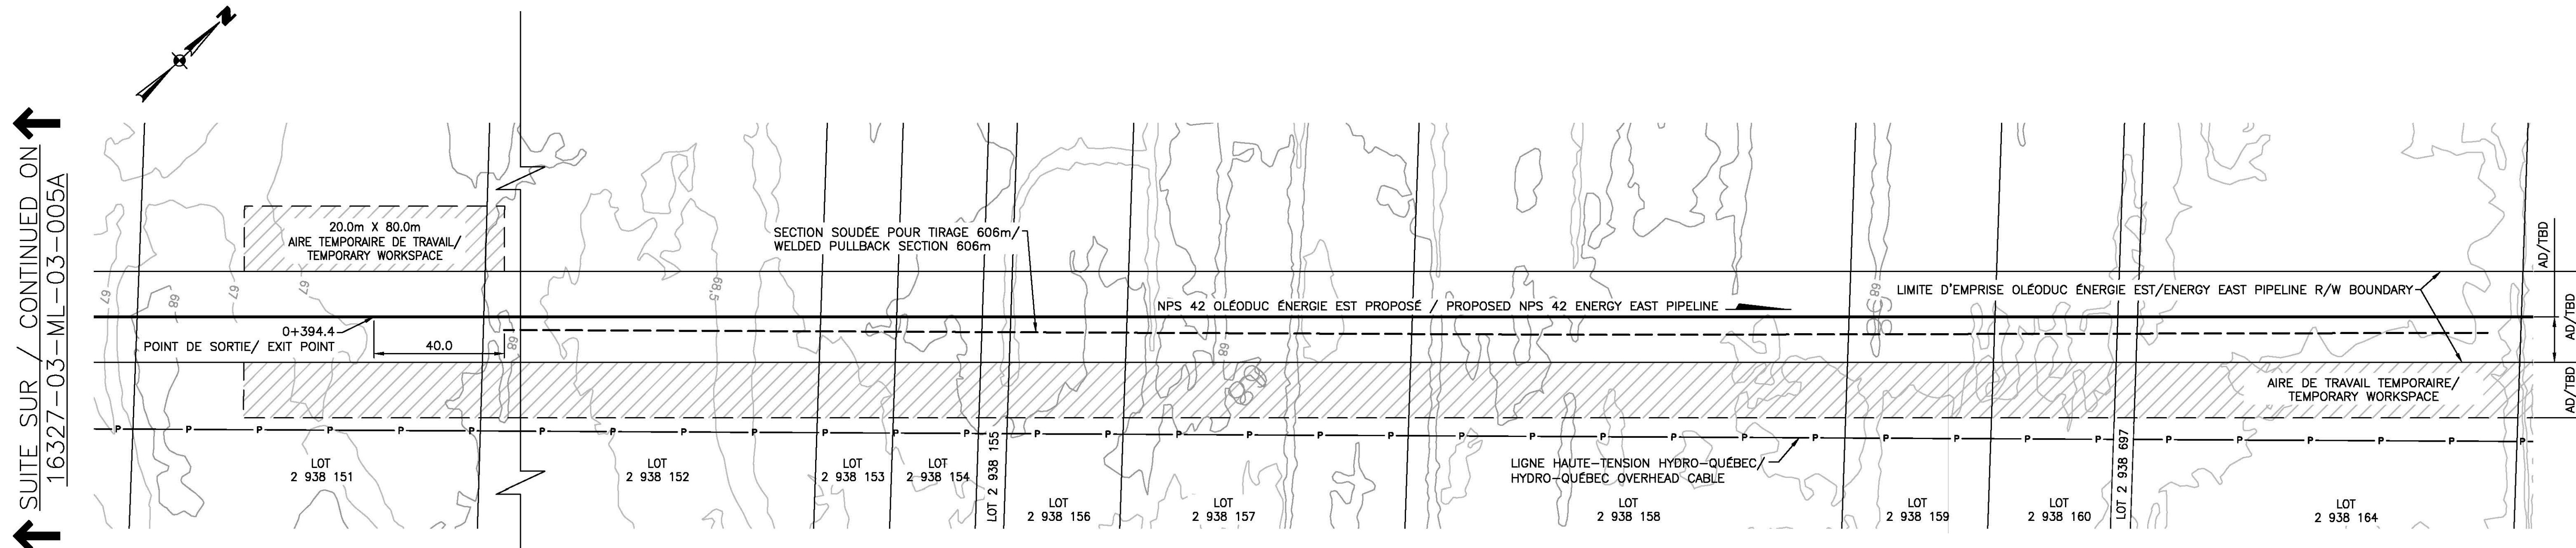 N
SUITE SUR / CONTINUED ON
16327-03-ML-03-005A
20.0m X 80.0m
AIRE TEMPORAIRE DE TRAVAIL/
TEMPORARY WORKSPACE
SECTION SOUDÉE POUR TIRAGE 606m/
WELDED PULLBACK SECTION 606m
NPS 42 OLÉODUC ÉNERGIE EST PROPOSÉ / PROPOSED NPS 42 ENERGY EAST PIPELINE
LIMITE D'EMPRISE OLÉODUC ÉNERGIE EST/ENERGY EAST PIPELINE R/W BOUNDARY
AD/TBD
AD/TBD
AD/TBD
67
68
67
67
68,5
68
68
68
0+394.4
POINT DE SORTIE/ EXIT POINT
40.0
AIRE DE TRAVAIL TEMPORAIRE/
TEMPORARY WORKSPACE
P P P P P P P P P P P P P P P P P P P P P P P P P P P P P P P P P P P
LIGNE HAUTE-TENSION HYDRO-QUÉBEC/
HYDRO-QUÉBEC OVERHEAD CABLE
LOT
2 938 151
LOT
2 938 152
LOT
2 938 153
LOT
2 938 154
LOT 2 938 155
LOT
2 938 156
LOT
2 938 157
LOT
2 938 158
LOT
2 938 159
LOT
2 938 160
LOT 2 938 697
LOT
2 938 164